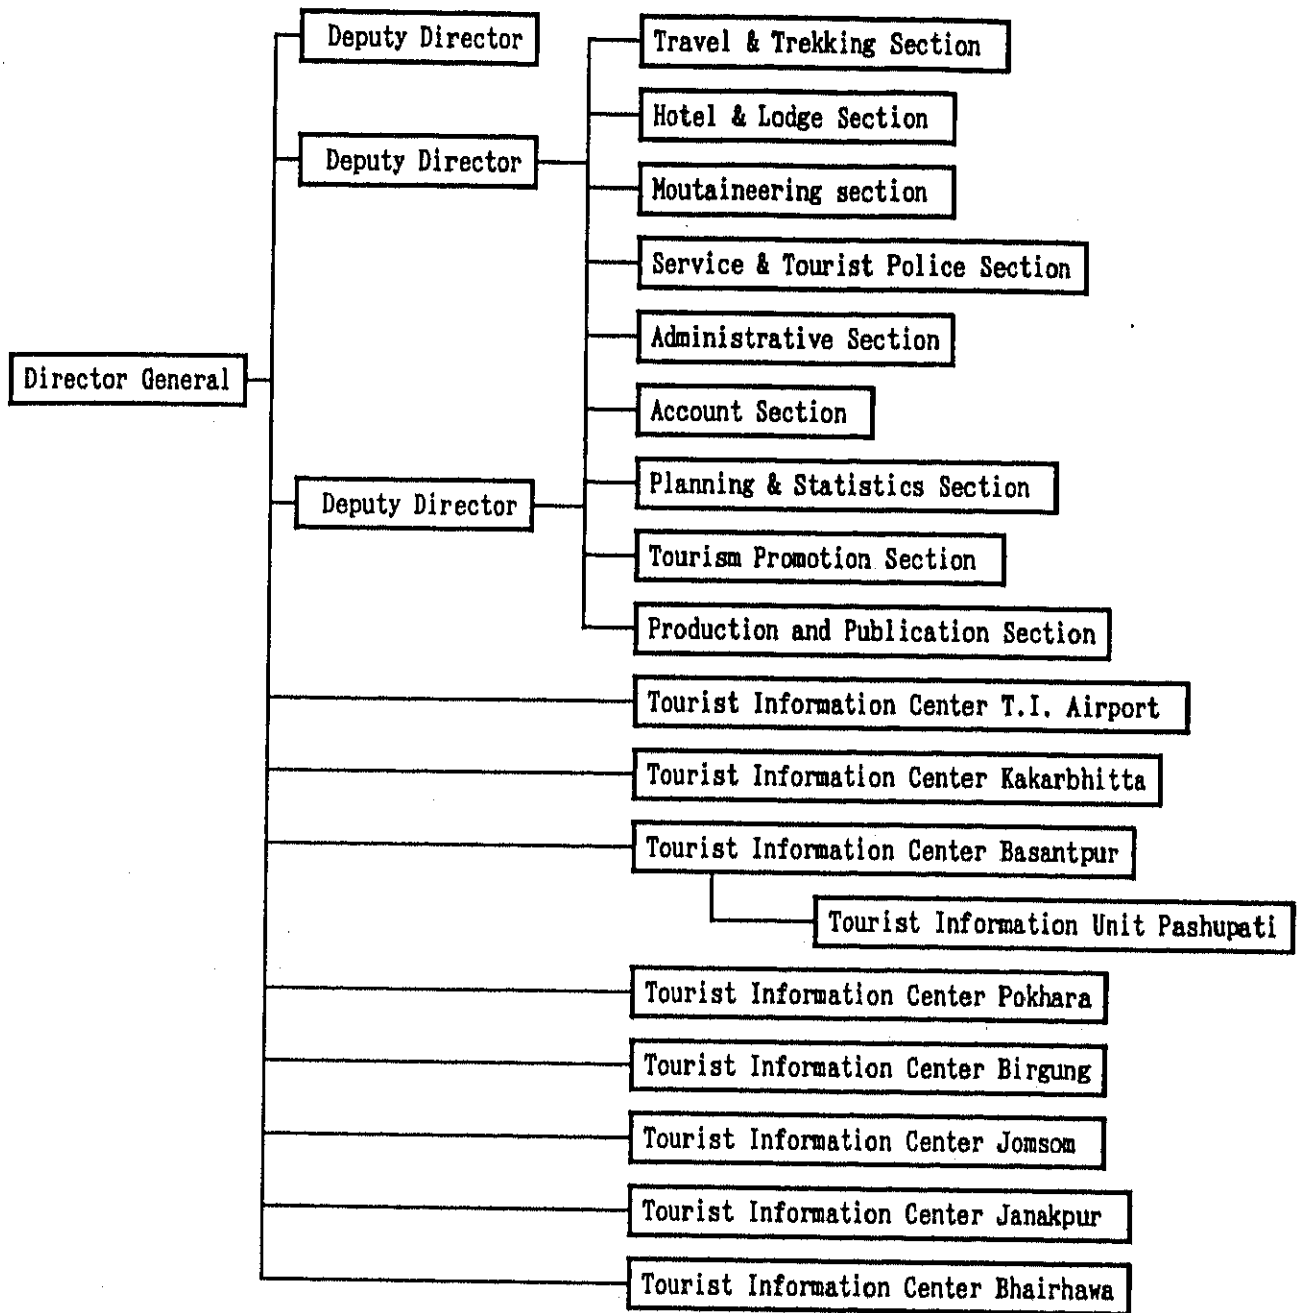 Deputy Director
Travel & Trekking Section
Hotel & Lodge Section
Deputy Director
Moutaineering section
Service & Tourist Police Section
Administrative Section
Director General
Account Section
Planning & Statistics Section
Deputy Director
Tourism Promotion Section
Production and Publication Section
Tourist Information Center T.I. Airport
Tourist Information Center Kakarbhitta
Tourist Information Center Basantpur
Tourist Information Unit Pashupati
Tourist Information Center Pokhara
Tourist Information Center Birgung
Tourist Information Center Jomsom
Tourist Information Center Janakpur
Tourist Information Center Bhairhawa